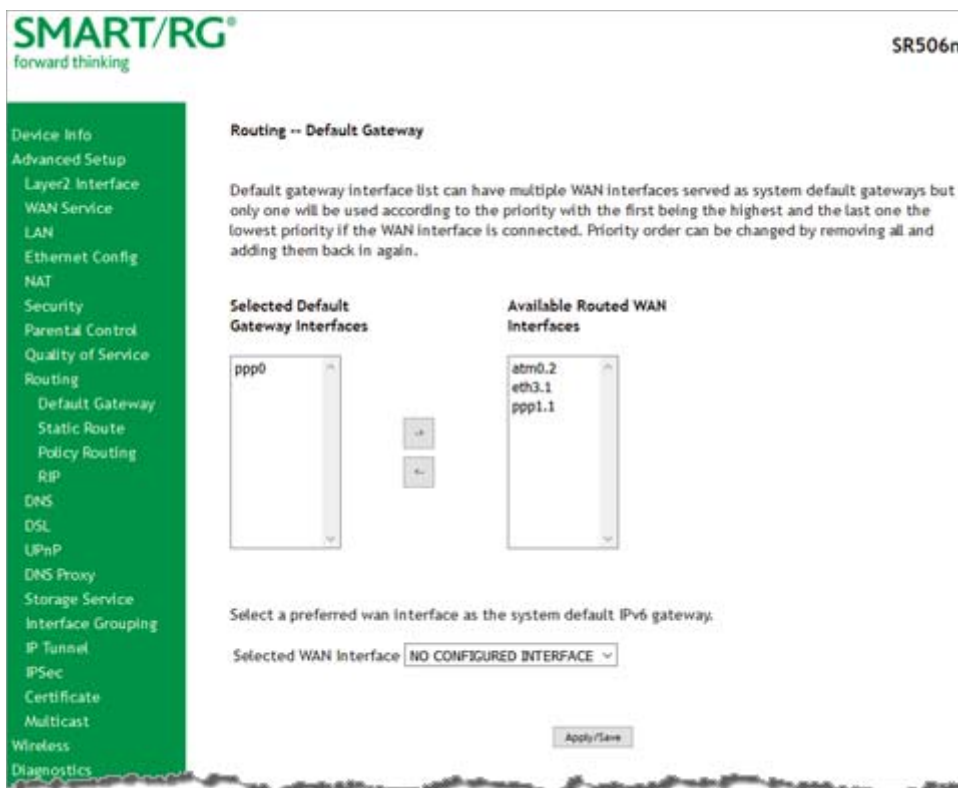 SMART/RG®
forward thinking
SR506n
Device Info
Advanced Setup
Layer2 Interface
WAN Service
LAN
Ethernet Config
NAT
Security
Parental Control
Quality of Service
Routing
Default Gateway
Static Route
Policy Routing
RIP
DNS
DSL
UPnP
DNS Proxy
Storage Service
Interface Grouping
IP Tunnel
IPSec
Certificate
Multicast
Wireless
Diagnostics
Routing -- Default Gateway
Default gateway interface list can have multiple WAN interfaces served as system default gateways but
only one will be used according to the priority with the first being the highest and the last one the
lowest priority if the WAN interface is connected. Priority order can be changed by removing all and
adding them back in again.
Selected Default
Gateway Interfaces
ppp0
->
<-
Available Routed WAN
Interfaces
atm0.2
eth3.1
ppp1.1
Select a preferred wan interface as the system default IPv6 gateway.
Selected WAN Interface NO CONFIGURED INTERFACE
Apply/Save